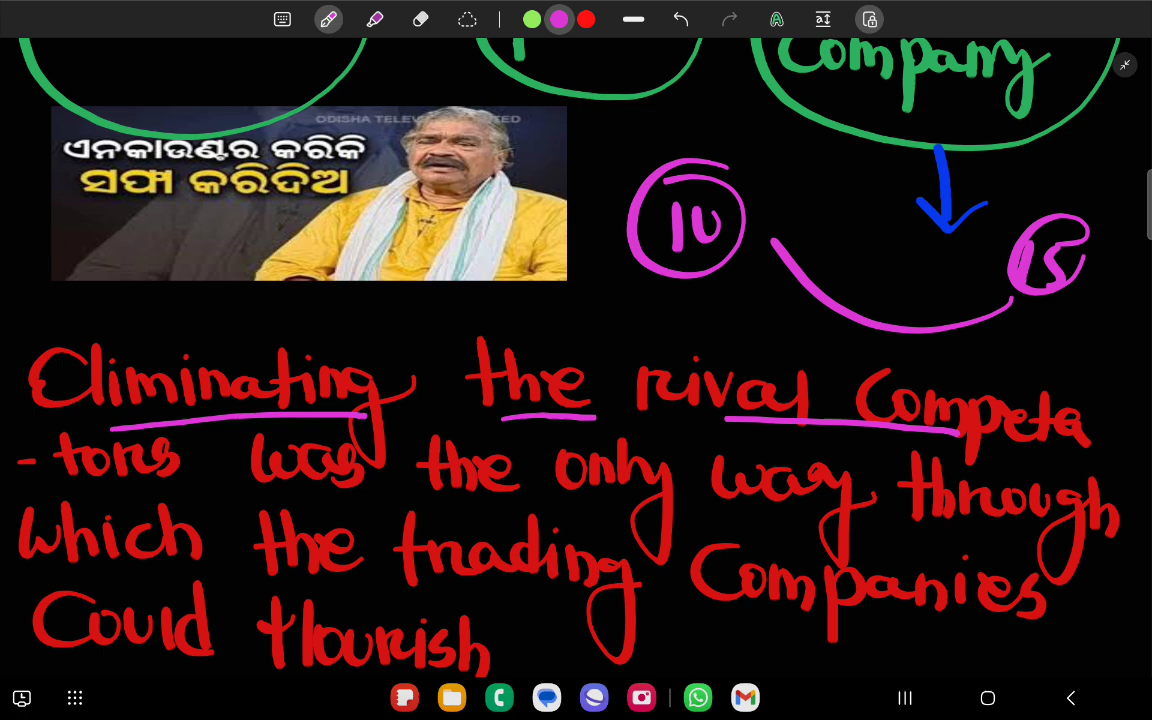 Company
ODISHA TELEV
ED
ଏନକାଉଣ୍ଟର କରିକି
ସଫା କରିଦିଅ
10
15
Eliminating the rival Competa
-tors was the only way through
which the trading Companies
Could flourish